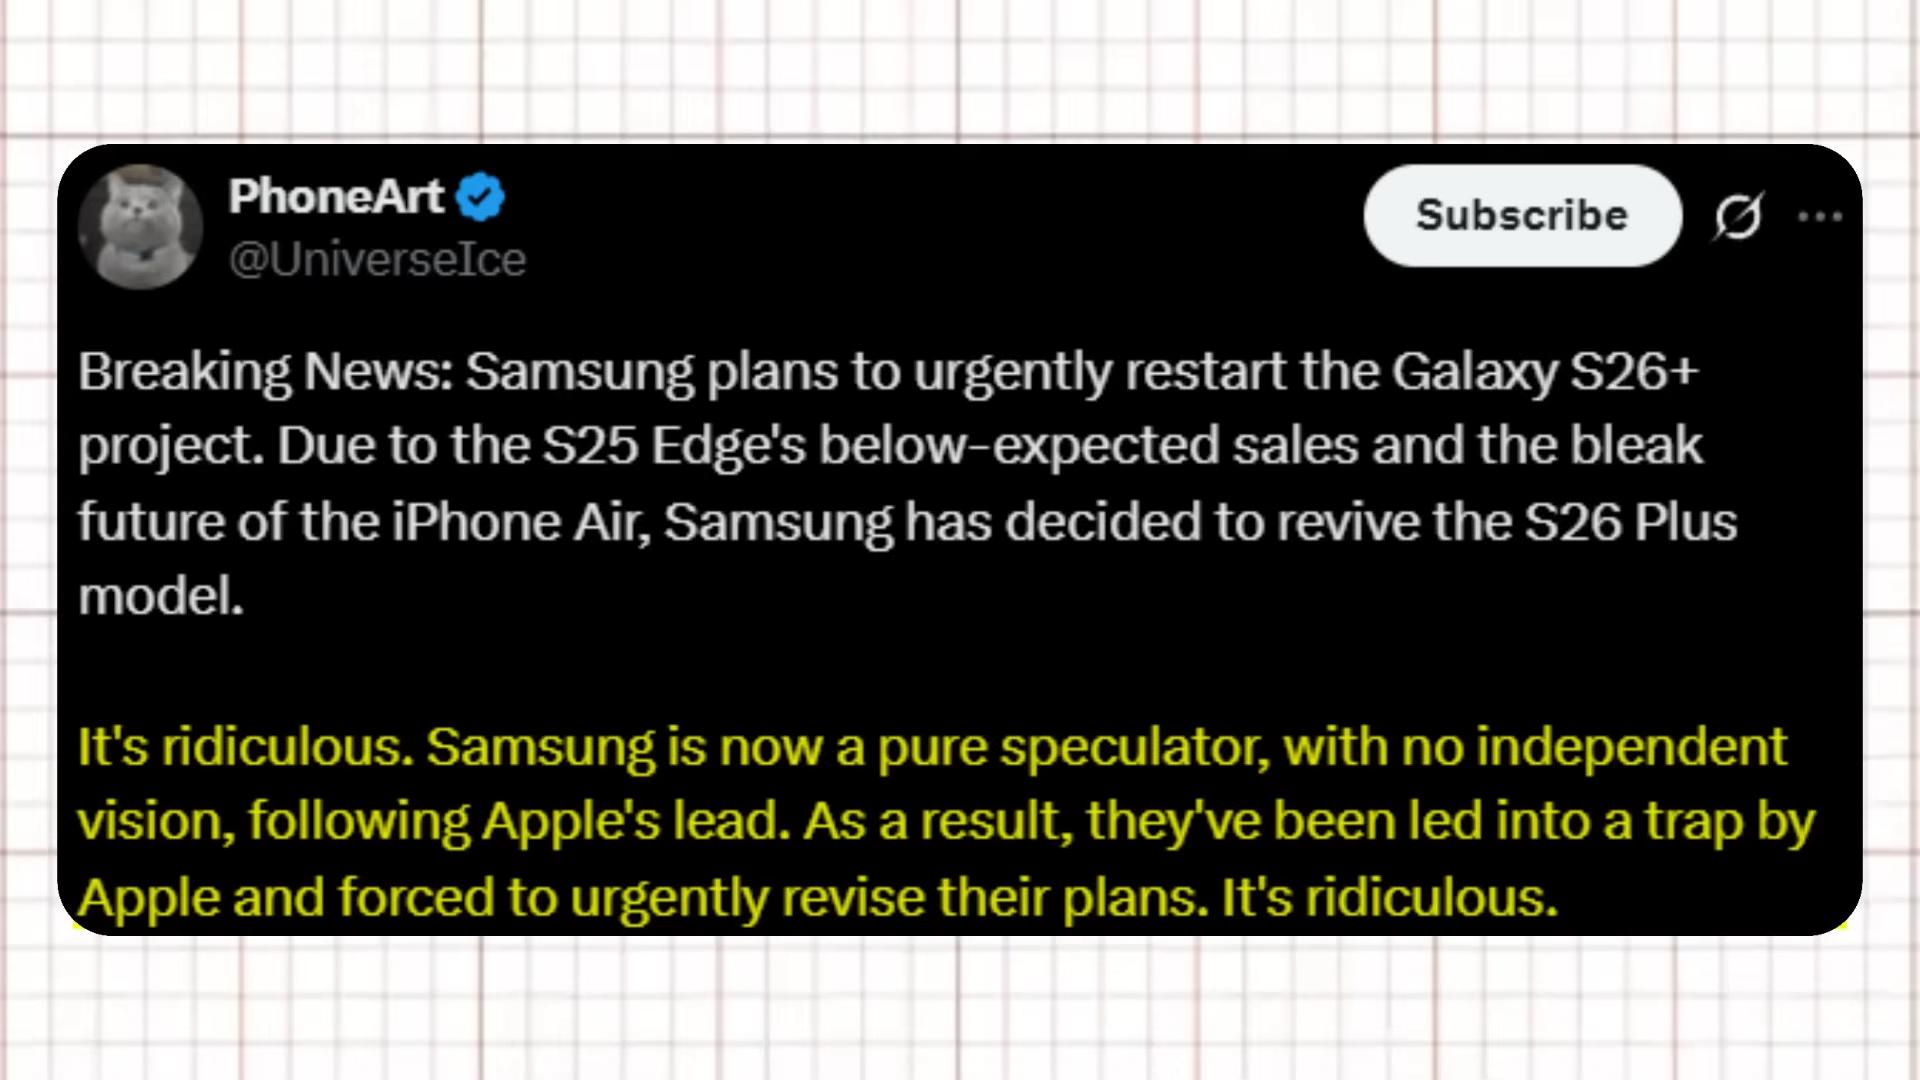 PhoneArt
@UniverseIce
Subscribe
Breaking News: Samsung plans to urgently restart the Galaxy S26+
project. Due to the S25 Edge's below-expected sales and the bleak
future of the iPhone Air, Samsung has decided to revive the S26 Plus
model.
It's ridiculous. Samsung is now a pure speculator, with no independent
vision, following Apple's lead. As a result, they've been led into a trap by
Apple and forced to urgently revise their plans. It's ridiculous.